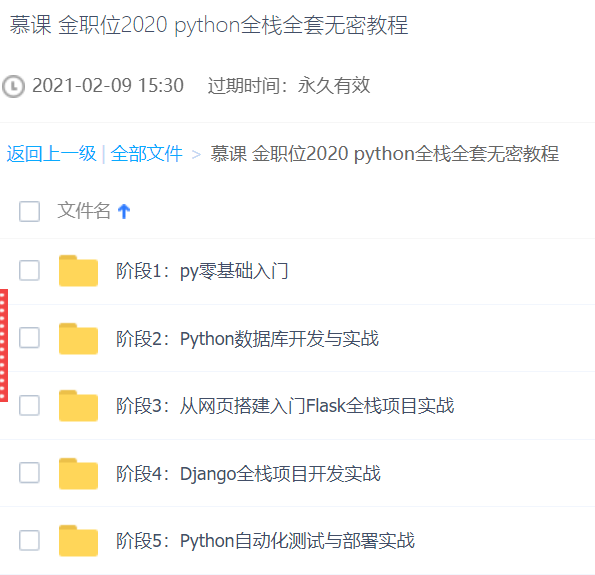 慕课 金职位2020 python全栈全套无密教程
2021-02-09 15:30 过期时间：永久有效
返回上一级 | 全部文件 > 慕课 金职位2020 python全栈全套无密教程
文件名
阶段1：py零基础入门
阶段2：Python数据库开发与实战
阶段3：从网页搭建入门Flask全栈项目实战
阶段4：Django全栈项目开发实战
阶段5：Python自动化测试与部署实战